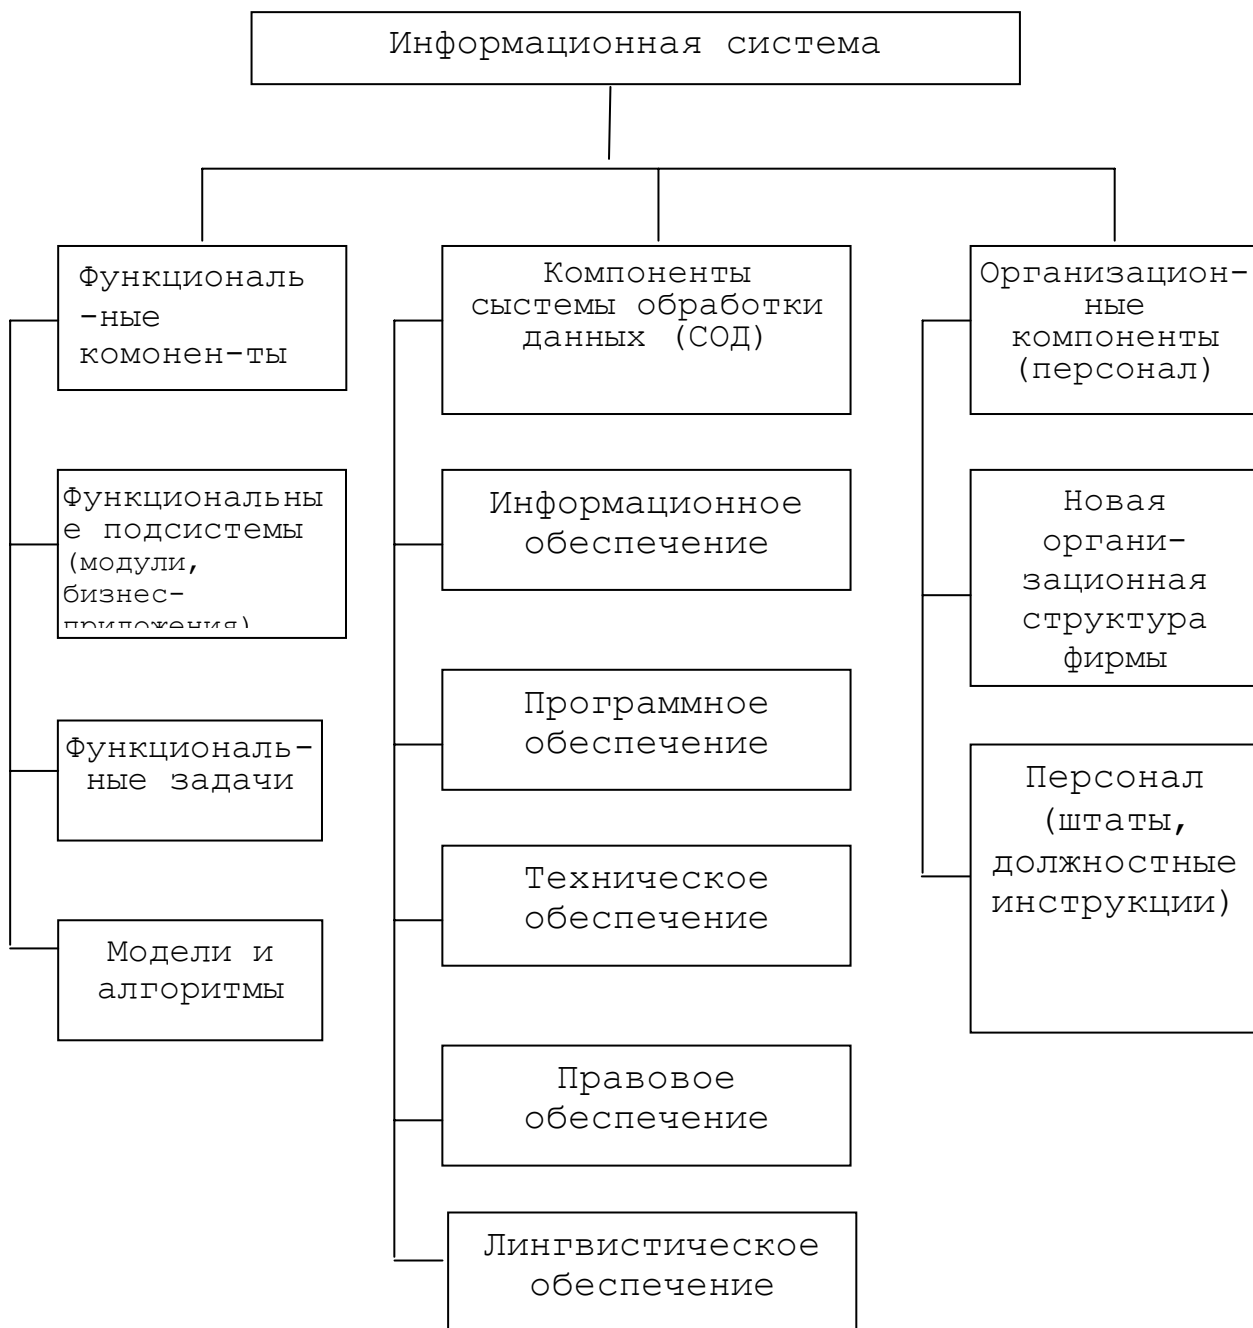 Информационная система
Функциональ
-ные
комонен-ты
Компоненты
сыстемы обработки
данных (СОД)
Организацион-
ные
компоненты
(персонал)
Функциональны
е подсистемы
(модули,
бизнес-
приложения)
Информационное
обеспечение
Новая
органи-
зационная
структура
фирмы
Программное
обеспечение
Функциональ-
ные задачи
Персонал
(штаты,
должностные
инструкции)
Техническое
обеспечение
Модели и
алгоритмы
Правовое
обеспечение
Лингвистическое
обеспечение